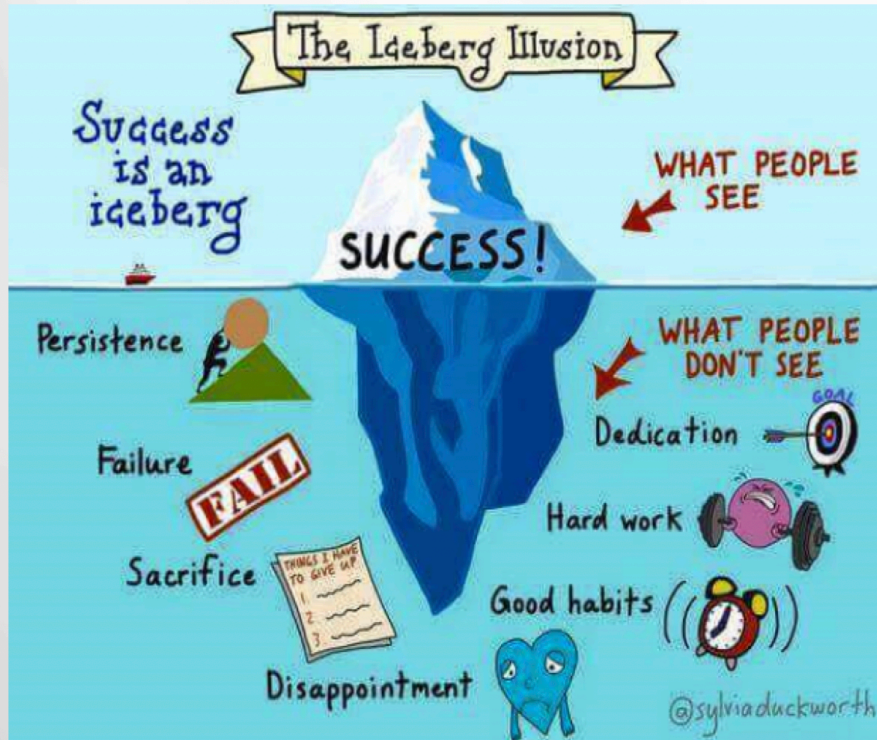 The Iceberg Illusion
Success
is an
iceberg
WHAT PEOPLE
SEE
SUCCESS!
Persistence
WHAT PEOPLE
DON'T SEE
GOAL
Dedication
Failure
FAIL
Hard work
Sacrifice
THINGS I HAVE
TO GIVE UP
1.
2.
3.
Good habits
Disappointment
@sylviaduckworth